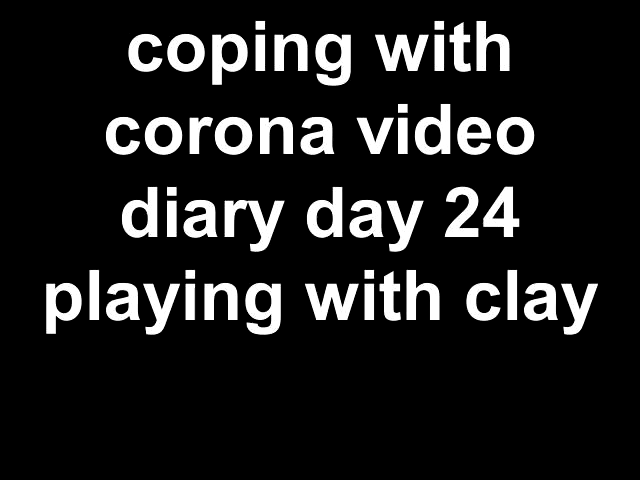 coping with
corona video
diary day 24
playing with clay